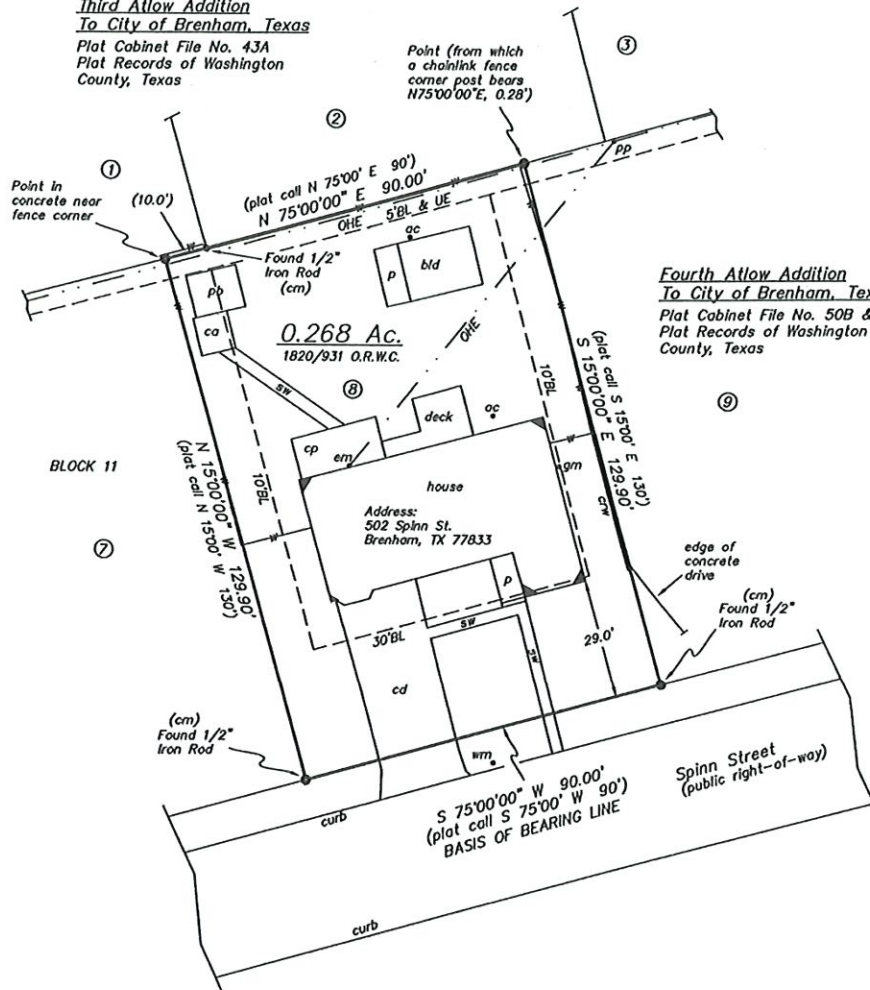 Third Atlow Addition
To City of Brenham, Texas
Plat Cabinet File No. 43A
Plat Records of Washington
County, Texas
Point (from which
a chainlink fence
corner post bears
N75°00'00"E, 0.28')
3
2
1
Point in
concrete near
fence corner
(10.0')
W
(plat call N 75°00' E 90')
N 75°00'00" E 90.00'
W
W
PP
OHE
5'BL & UE
Found 1/2"
Iron Rod
(cm)
ac
p
bld
pb
ca
0.268 Ac.
1820/931 O.R.W.C.
OHE
8
sw
Fourth Atlow Addition
To City of Brenham, Tex
Plat Cabinet File No. 50B &
Plat Records of Washington
County, Texas
9
10'BL
(plat call S 15°00' E 130')
S 15°00'00" E 129.90'
deck
ac
cp
em
W
gm
crw
BLOCK 11
7
N 15°00'00" W 129.90'
(plat call N 15°00' W 130')
10'BL
W
house
Address:
502 Spinn St.
Brenham, TX 77833
p
edge of
concrete
drive
(cm)
Found 1/2"
Iron Rod
30'BL
sw
sw
29.0'
cd
(cm)
Found 1/2"
Iron Rod
wm
S 75°00'00" W 90.00'
(plat call S 75°00' W 90')
BASIS OF BEARING LINE
Spinn Street
(public right-of-way)
curb
curb